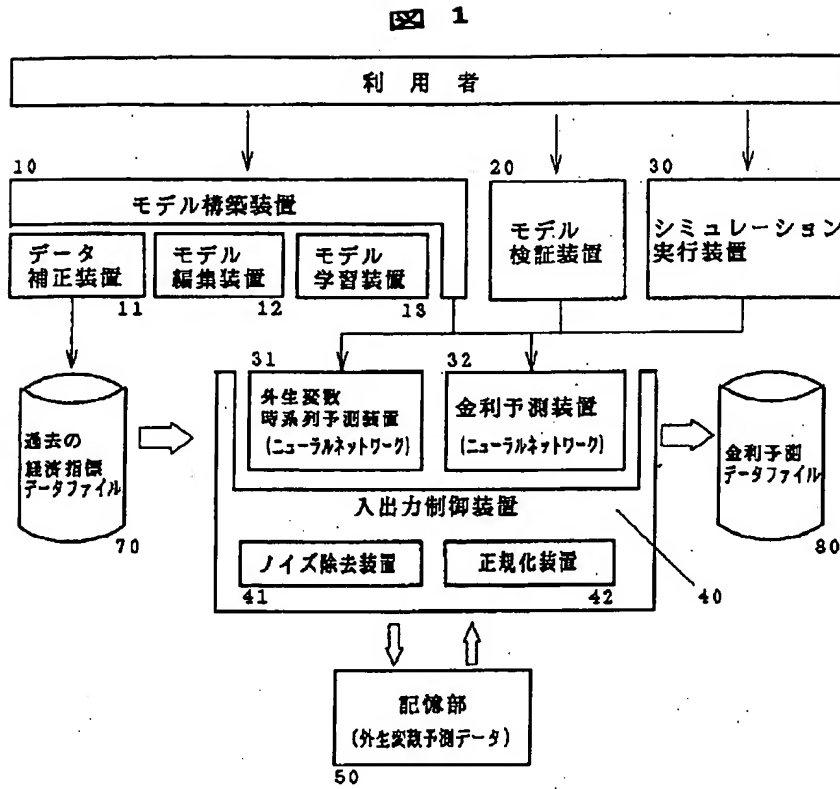 図 1
利 用 者
10
20
30
モデル構築装置
モデル
検証装置
シミュレーション
実行装置
データ
補正装置
モデル
編集装置
モデル
学習装置
11
12
13
31
32
外生変数
時系列予測装置
(ニューラルネットワーク)
金利予測装置
(ニューラルネットワーク)
過去の
経済指標
データファイル
金利予測
データファイル
70
80
入出力制御装置
ノイズ除去装置
正規化装置
41
42
40
記憶部
(外生変数予測データ)
50